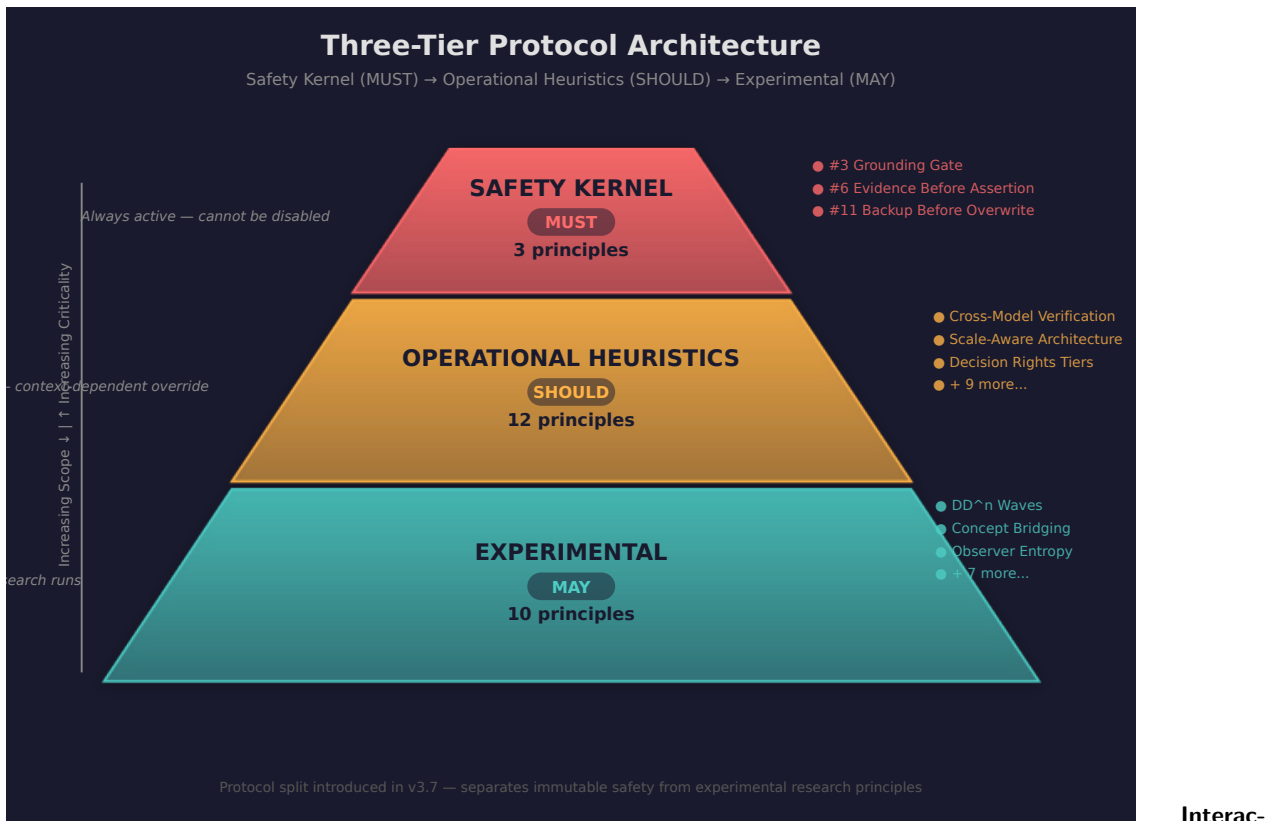 Three-Tier Protocol Architecture
Safety Kernel (MUST) → Operational Heuristics (SHOULD) → Experimental (MAY)
SAFETY KERNEL
MUST
3 principles
Always active — cannot be disabled
● #3 Grounding Gate
● #6 Evidence Before Assertion
● #11 Backup Before Overwrite
Increasing Scope ↓ | ↑ Increasing Criticality
— context-dependent override
OPERATIONAL HEURISTICS
SHOULD
12 principles
● Cross-Model Verification
● Scale-Aware Architecture
● Decision Rights Tiers
● + 9 more...
runs
EXPERIMENTAL
MAY
10 principles
● DD^n Waves
● Concept Bridging
● Observer Entropy
● + 7 more...
Protocol split introduced in v3.7 — separates immutable safety from experimental research principles
Interac-